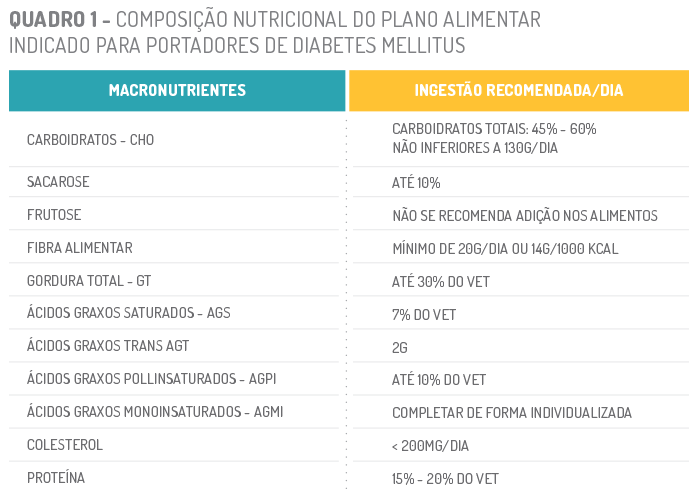 QUADRO 1 - COMPOSIÇÃO NUTRICIONAL DO PLANO ALIMENTAR
INDICADO PARA PORTADORES DE DIABETES MELLITUS
MACRONUTRIENTES INGESTÃO RECOMENDADA/DIA
CARBOIDRATOS - CHO CARBOIDRATOS TOTAIS: 45% - 60%
NÃO INFERIORES A 130G/DIA
SACAROSE ATÉ 10%
FRUTOSE NÃO SE RECOMENDA ADIÇÃO NOS ALIMENTOS
FIBRA ALIMENTAR MÍNIMO DE 20G/DIA OU 14G/1000 KCAL
GORDURA TOTAL - GT ATÉ 30% DO VET
ÁCIDOS GRAXOS SATURADOS - AGS 7% DO VET
ÁCIDOS GRAXOS TRANS AGT 2G
ÁCIDOS GRAXOS POLLINSATURADOS - AGPI ATÉ 10% DO VET
ÁCIDOS GRAXOS MONOINSATURADOS - AGMI COMPLETAR DE FORMA INDIVIDUALIZADA
COLESTEROL < 200MG/DIA
PROTEÍNA 15% - 20% DO VET